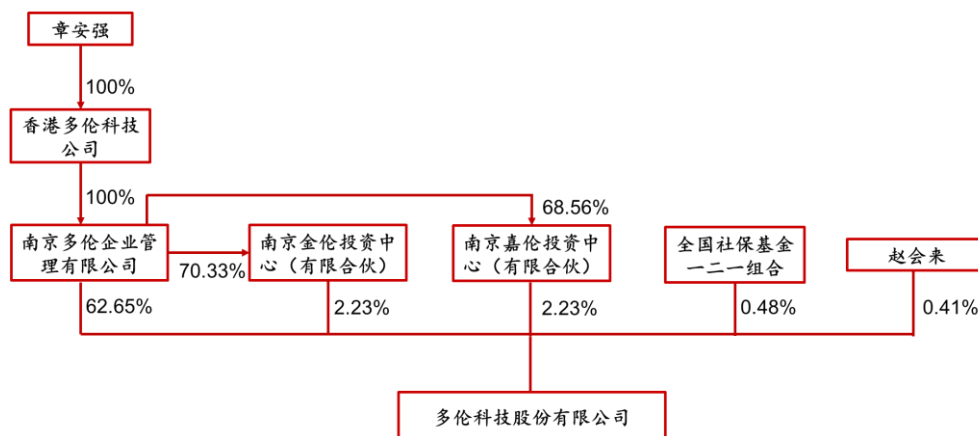 章安强
100%
香港多伦科技
公司
100%
68.56%
南京多伦企业管
理有限公司
70.33%
南京金伦投资中
心（有限合伙）
南京嘉伦投资中
心（有限合伙）
全国社保基金
一二一组合
赵会来
62.65%
2.23%
2.23%
0.48%
0.41%
多伦科技股份有限公司